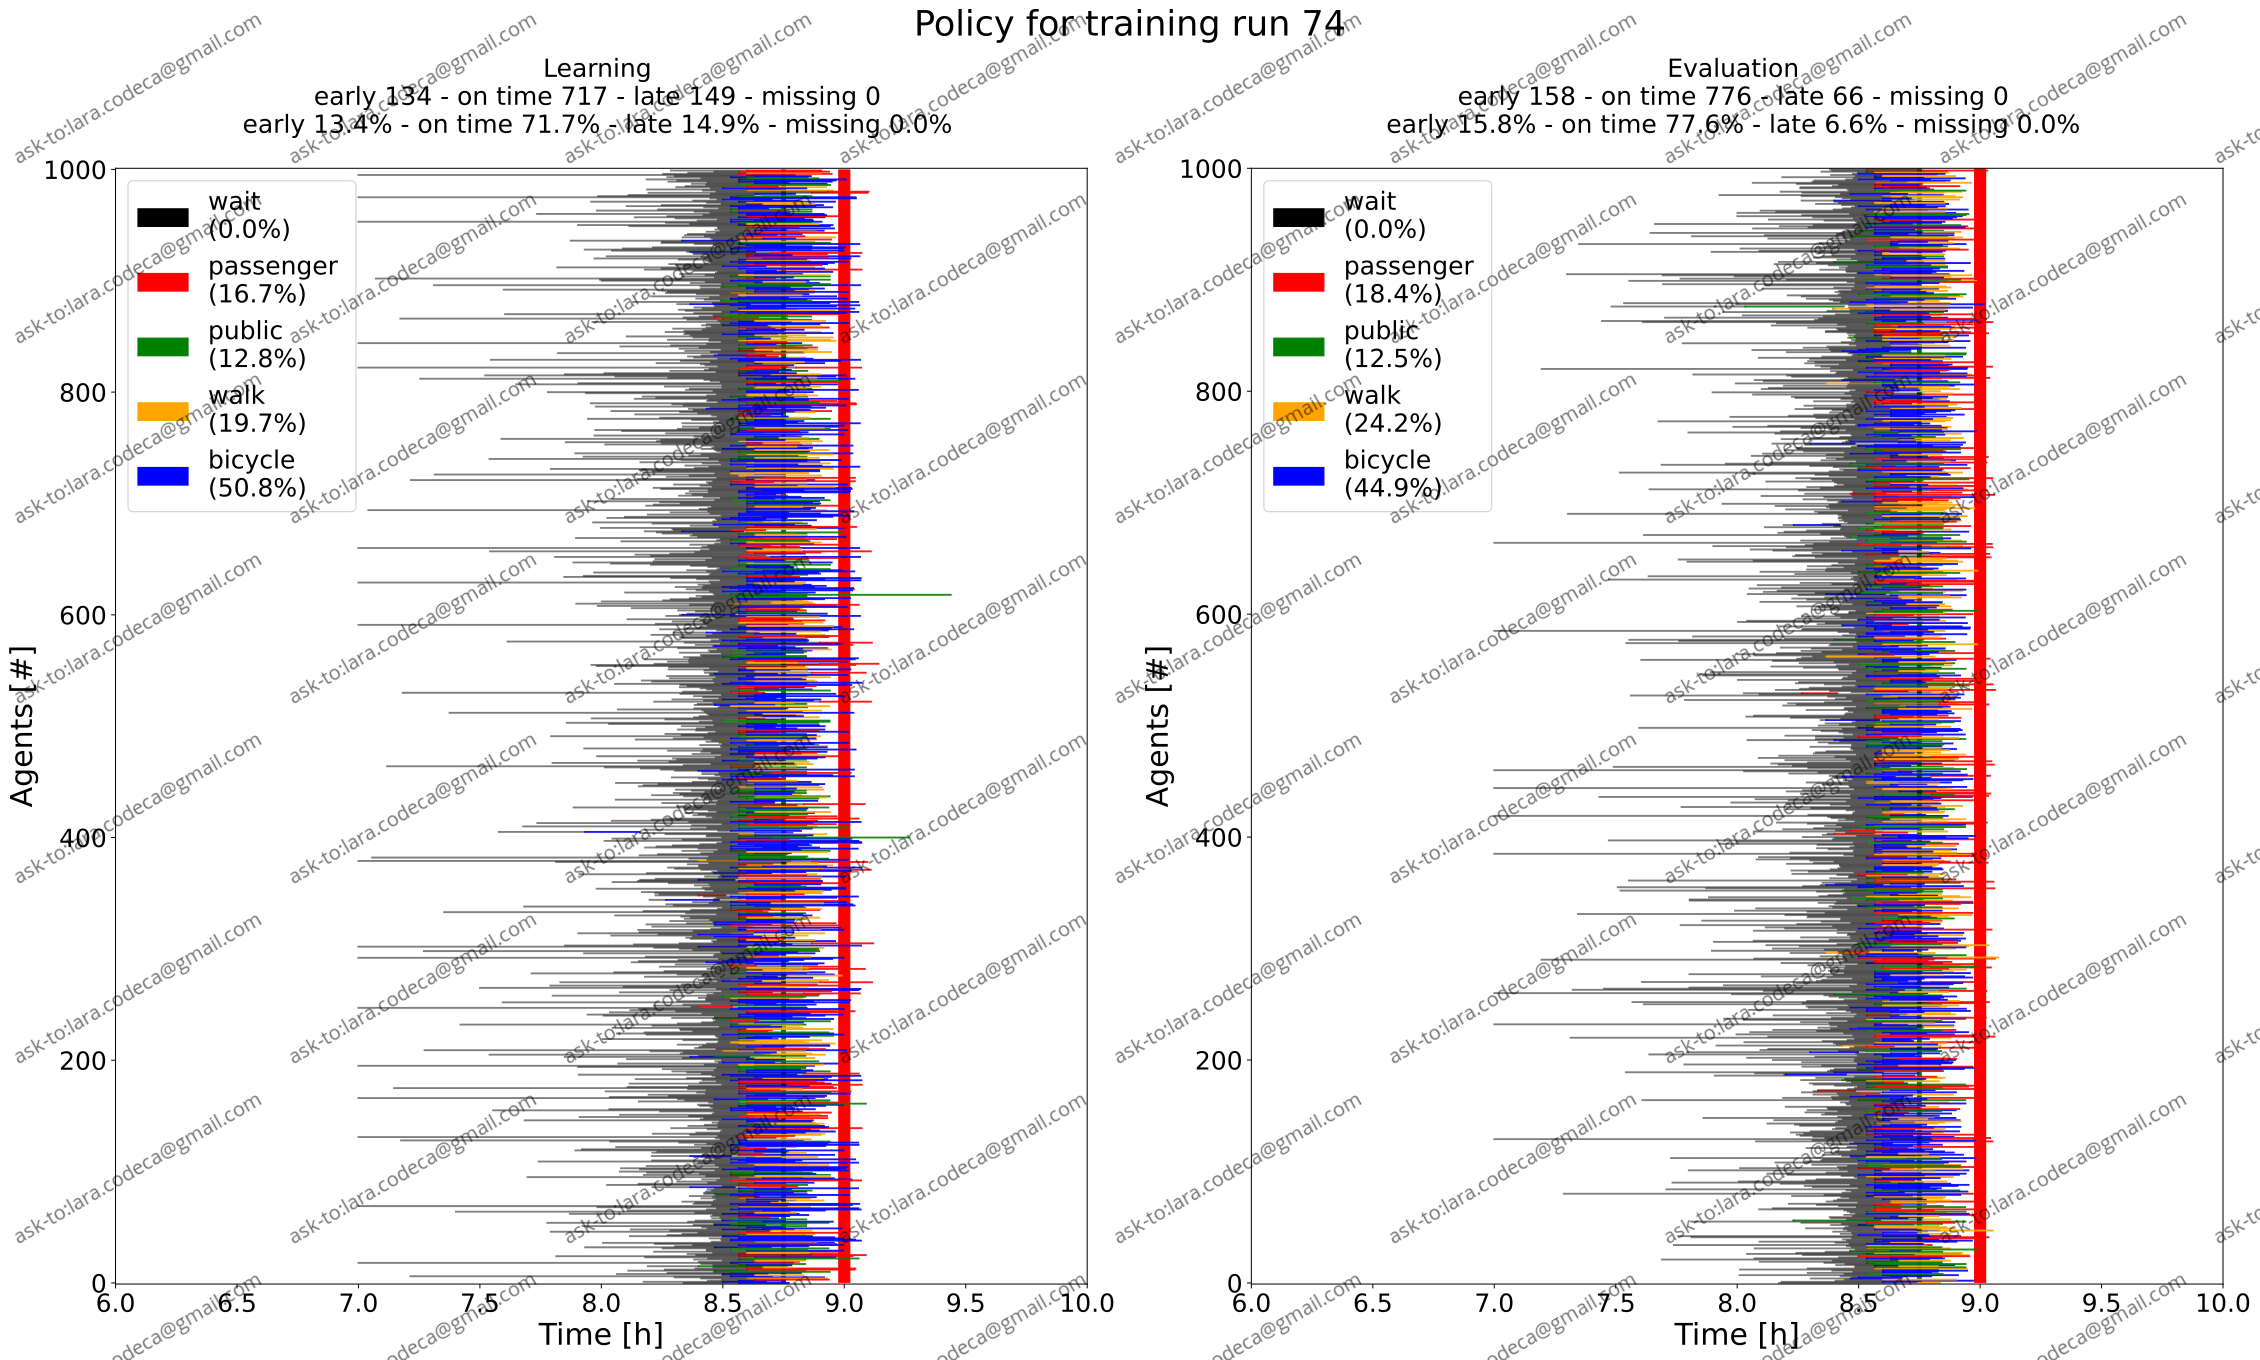 Policy for training run 74
Learning
early 134 - on time 717 - late 149 - missing 0
early 13.4% - on time 71.7% - late 14.9% - missing 0.0%
1000
800
600
400
200
0
Agents [#]
wait
(0.0%)
passenger
(16.7%)
public
(12.8%)
walk
(19.7%)
bicycle
(50.8%)
6.0 6.5 7.0 7.5 8.0 8.5 9.0 9.5 10.0
Time [h]
Evaluation
early 158 - on time 776 - late 66 - missing 0
early 15.8% - on time 77.6% - late 6.6% - missing 0.0%
1000
800
600
400
200
0
Agents [#]
wait
(0.0%)
passenger
(18.4%)
public
(12.5%)
walk
(24.2%)
bicycle
(44.9%)
6.0 6.5 7.0 7.5 8.0 8.5 9.0 9.5 10.0
Time [h]
ask-to:lara.codeca@gmail.com